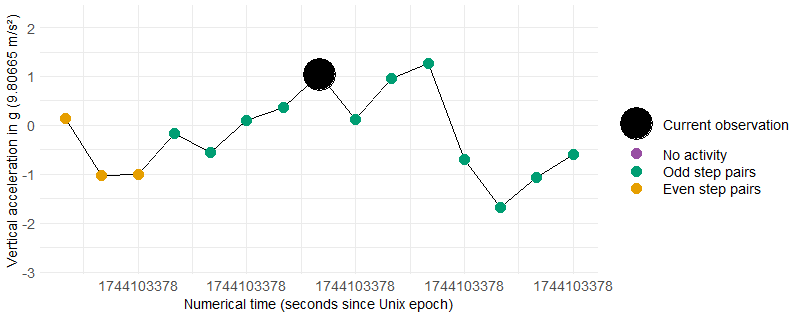 Vertical acceleration in g (9.80665 m/s²)
2
1
0
-1
-2
-3
1744103378 1744103378 1744103378 1744103378 1744103378
Numerical time (seconds since Unix epoch)
Current observation
No activity
Odd step pairs
Even step pairs